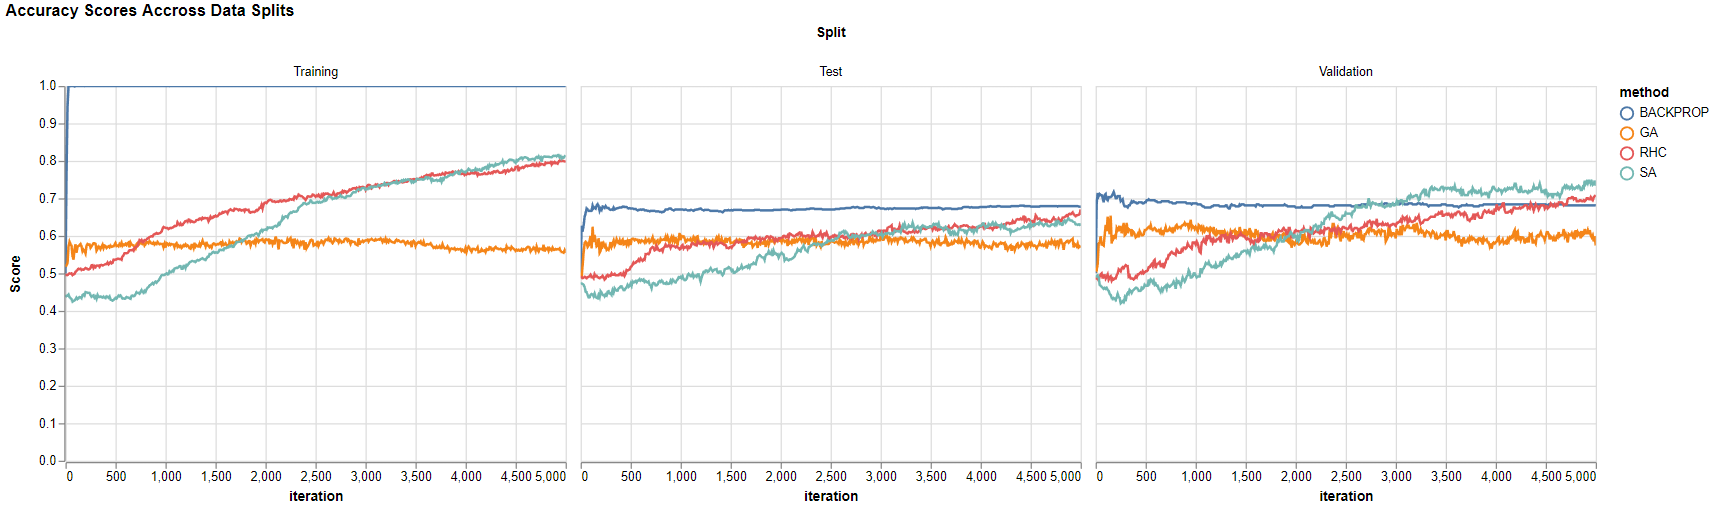 Accuracy Scores Accross Data Splits
Split
Training
Test
Validation
Score
1.0
0.9
0.8
0.7
0.6
0.5
0.4
0.3
0.2
0.1
0.0
0 500 1,000 1,500 2,000 2,500 3,000 3,500 4,000 4,500 5,000
iteration
0 500 1,000 1,500 2,000 2,500 3,000 3,500 4,000 4,500 5,000
iteration
0 500 1,000 1,500 2,000 2,500 3,000 3,500 4,000 4,500 5,000
iteration
method
BACKPROP
GA
RHC
SA